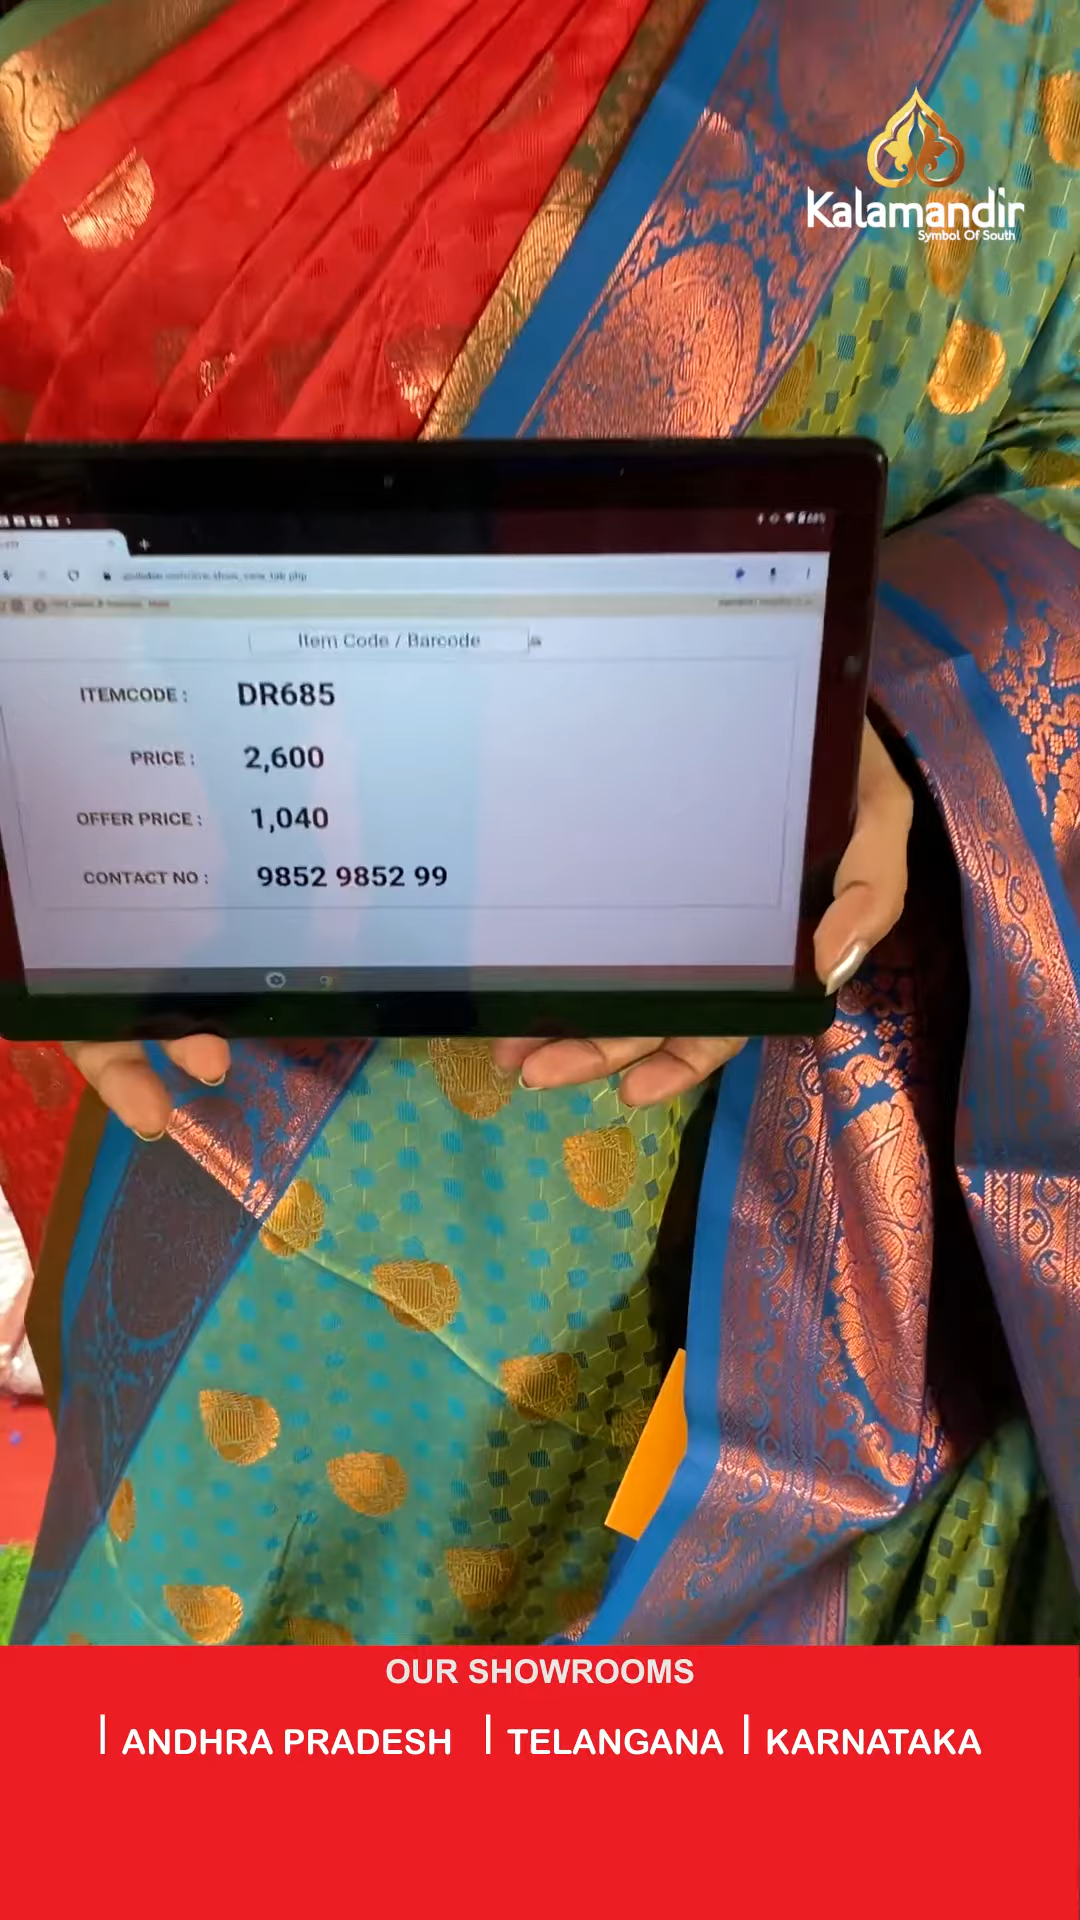 Kalamandir
Symbol Of South
Item Code / Barcode
ITEMCODE : DR685
PRICE : 2,600
OFFER PRICE : 1,040
CONTACT NO : 9852 9852 99
OUR SHOWROOMS
| ANDHRA PRADESH | TELANGANA | KARNATAKA